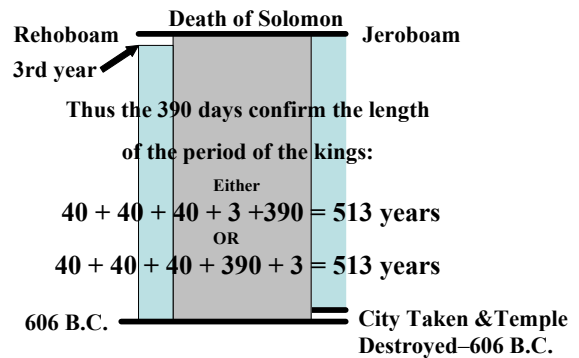 Death of Solomon
Rehoboam
Jeroboam
3rd year
Thus the 390 days confirm the length
of the period of the kings:
Either
40 + 40 + 40 + 3 +390 = 513 years
OR
40 + 40 + 40 + 390 + 3 = 513 years
606 B.C.
City Taken &Temple
Destroyed–606 B.C.